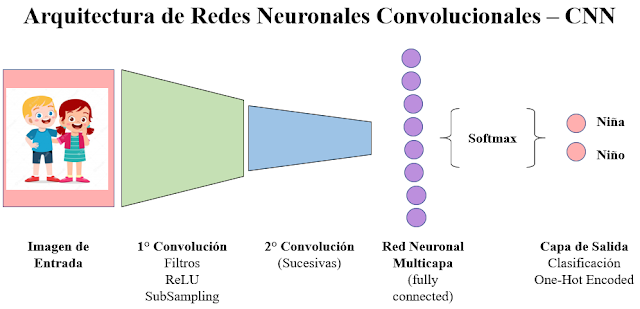 Arquitectura de Redes Neuronales Convolucionales – CNN
Softmax
Niña
Niño
Imagen de
Entrada
1° Convolución
Filtros
ReLU
SubSampling
2° Convolución
(Sucesivas)
Red Neuronal
Multicapa
(fully
connected)
Capa de Salida
Clasificación
One-Hot Encoded